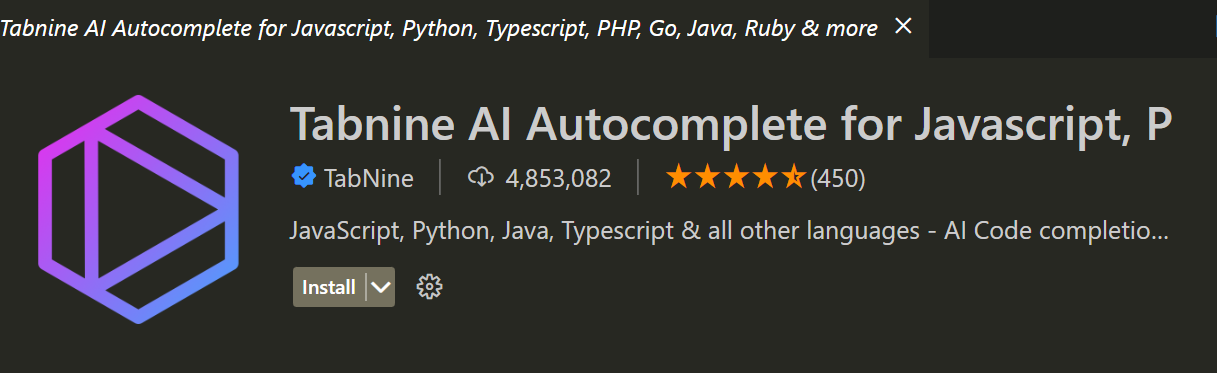 Tabnine AI Autocomplete for Javascript, Python, Typescript, PHP, Go, Java, Ruby & more
Tabnine AI Autocomplete for Javascript, P
TabNine 4,853,082 (450)
JavaScript, Python, Java, Typescript & all other languages - AI Code completio...
Install